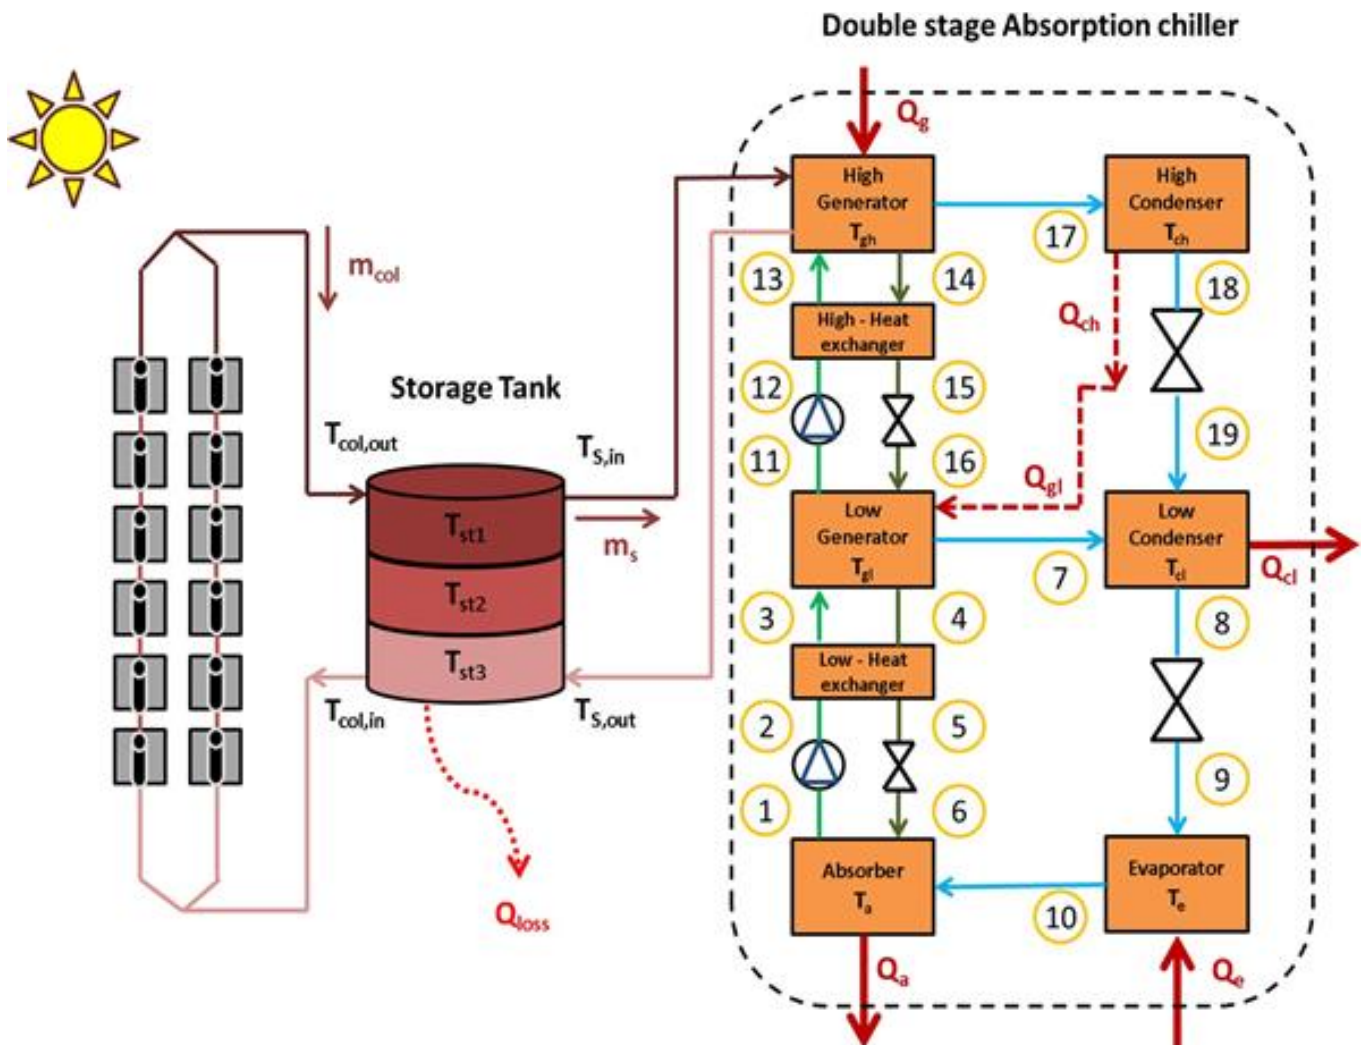 Double stage Absorption chiller
Qg
High
Generator
Tgh
High
Condenser
Tch
17
mcol
13
14
18
Qch
High - Heat
exchanger
12
15
Storage Tank
Tcol,out
TS,in
11
16
19
Qgl
Tst1
ms
Low
Generator
Tgl
Low
Condenser
Tcl
Qcl
7
Tst2
3
4
8
Tst3
Low - Heat
exchanger
Tcol,in
TS,out
2
5
9
1
6
Absorber
Ta
Evaporator
Te
10
Qloss
Qa
Qe